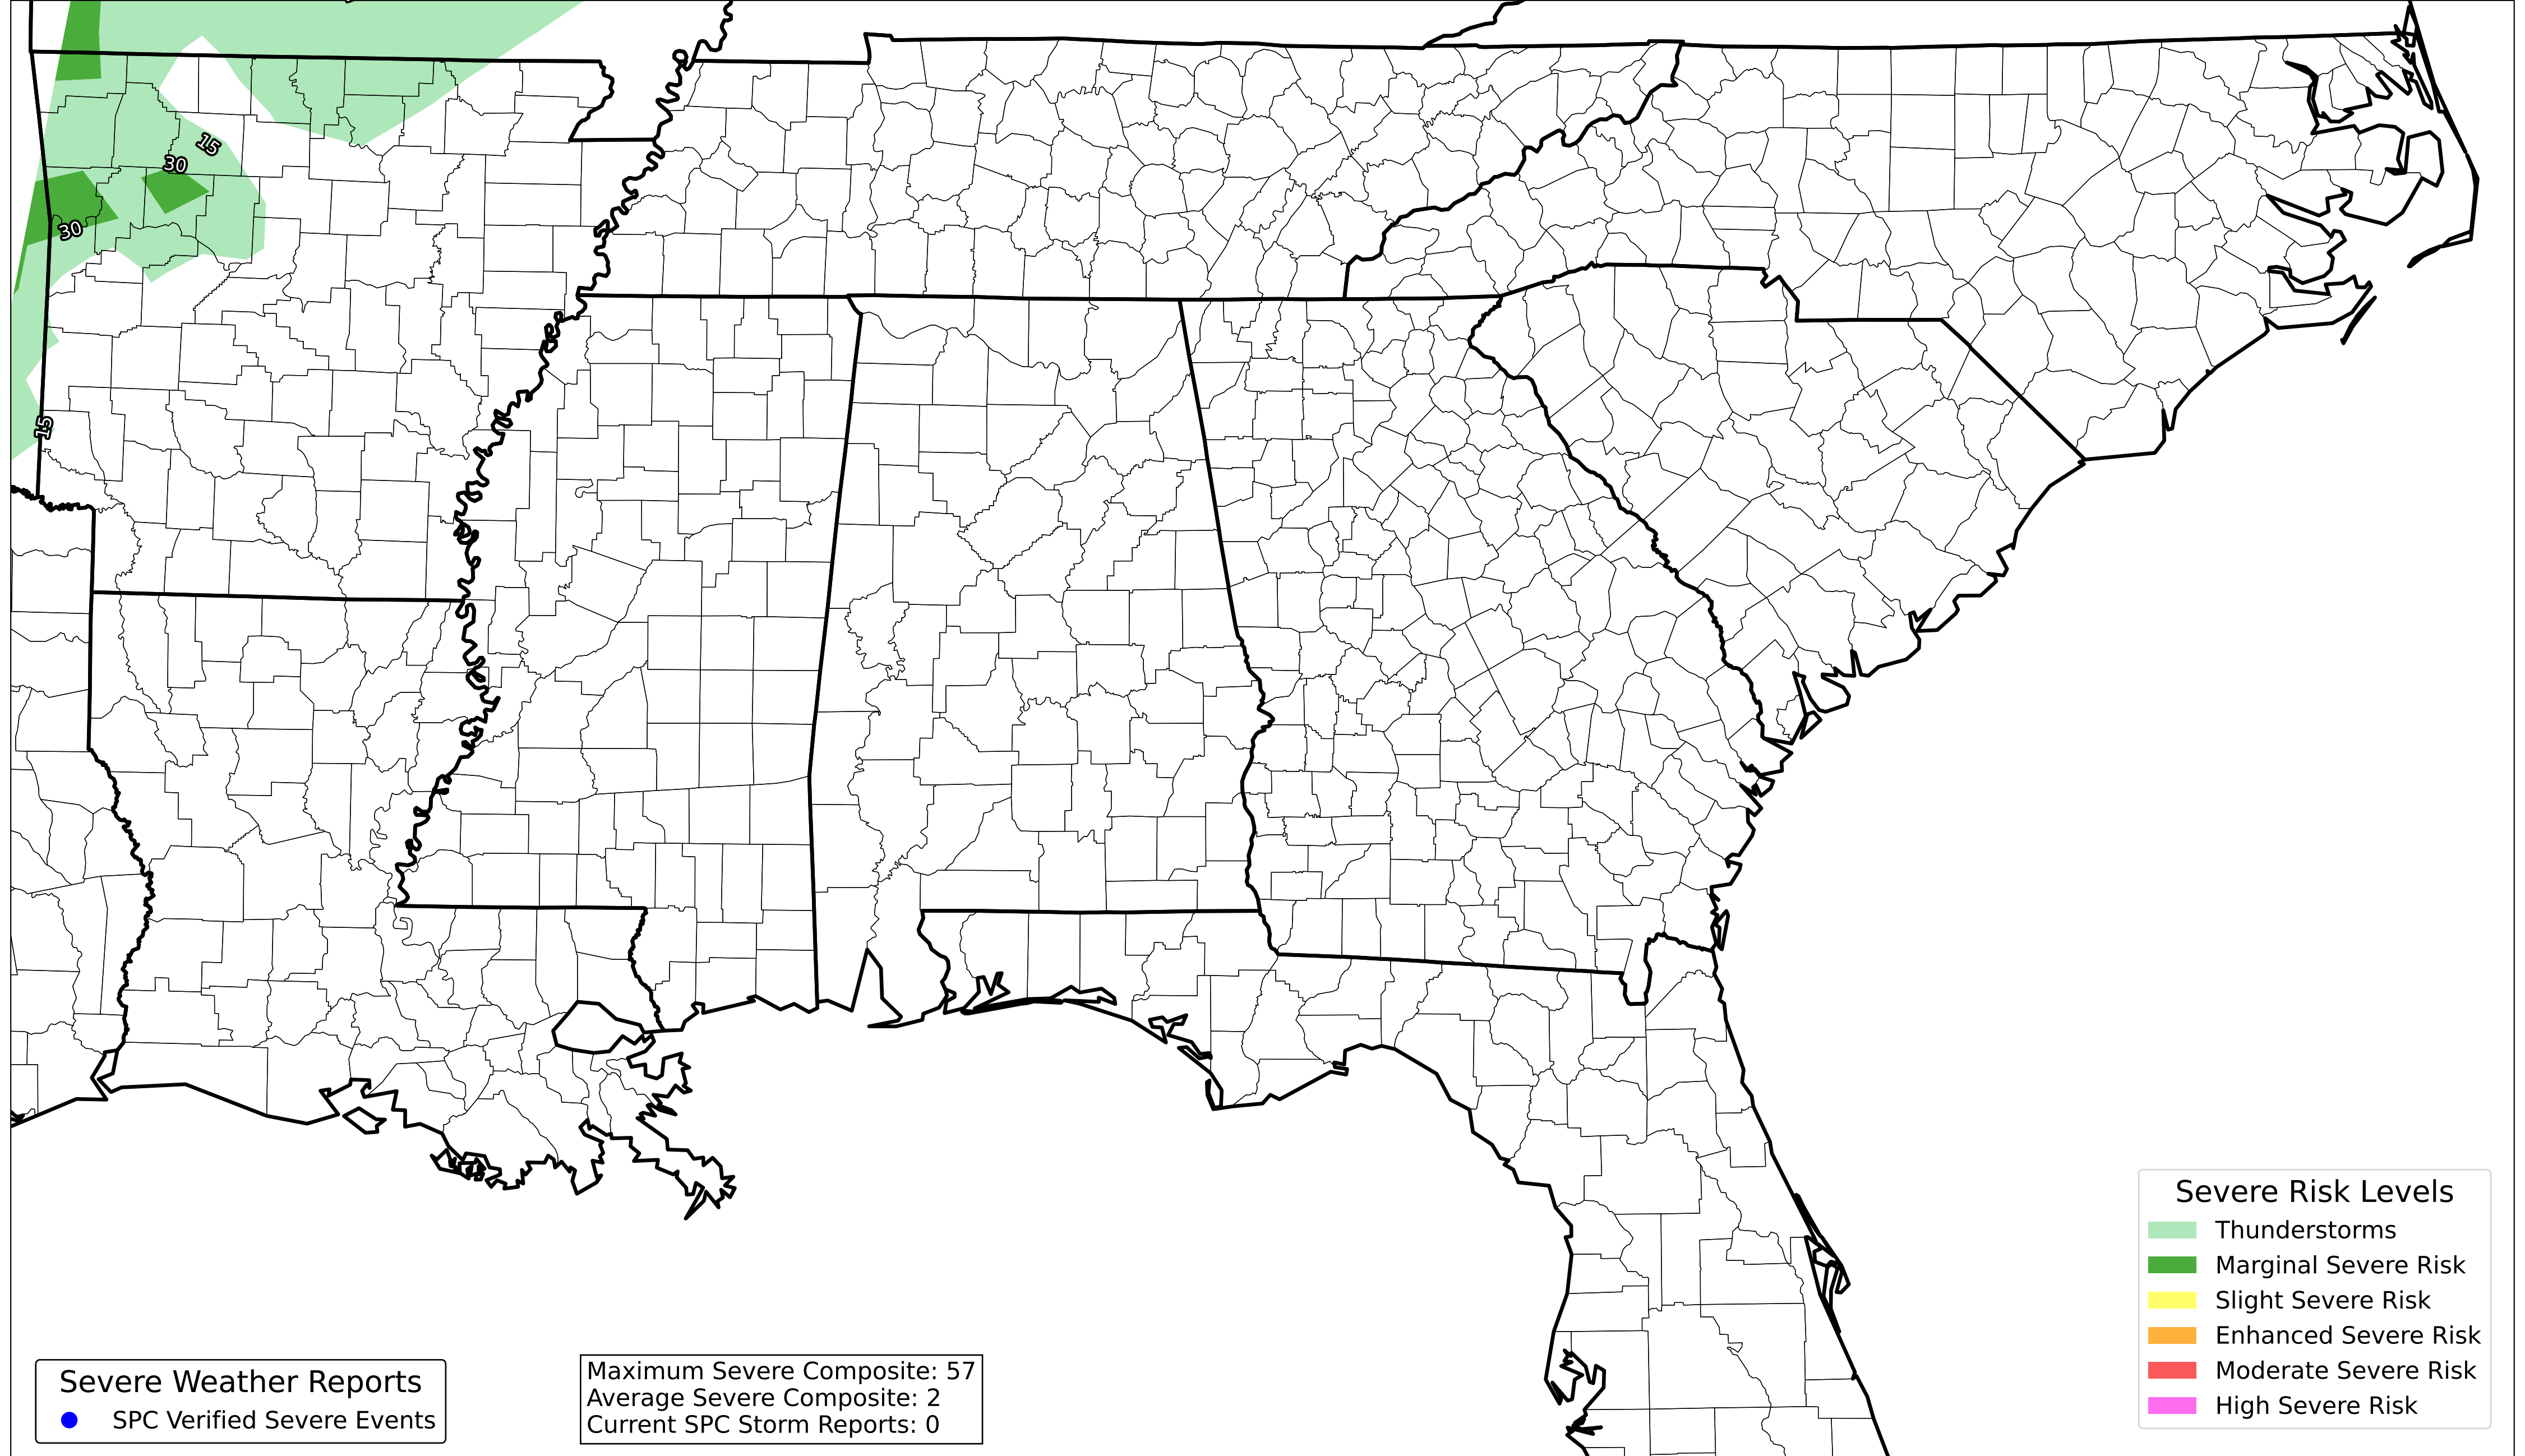 15
30
30
15
Severe Risk Levels
Thunderstorms
Marginal Severe Risk
Slight Severe Risk
Enhanced Severe Risk
Moderate Severe Risk
High Severe Risk
Severe Weather Reports
SPC Verified Severe Events
Maximum Severe Composite: 57
Average Severe Composite: 2
Current SPC Storm Reports: 0